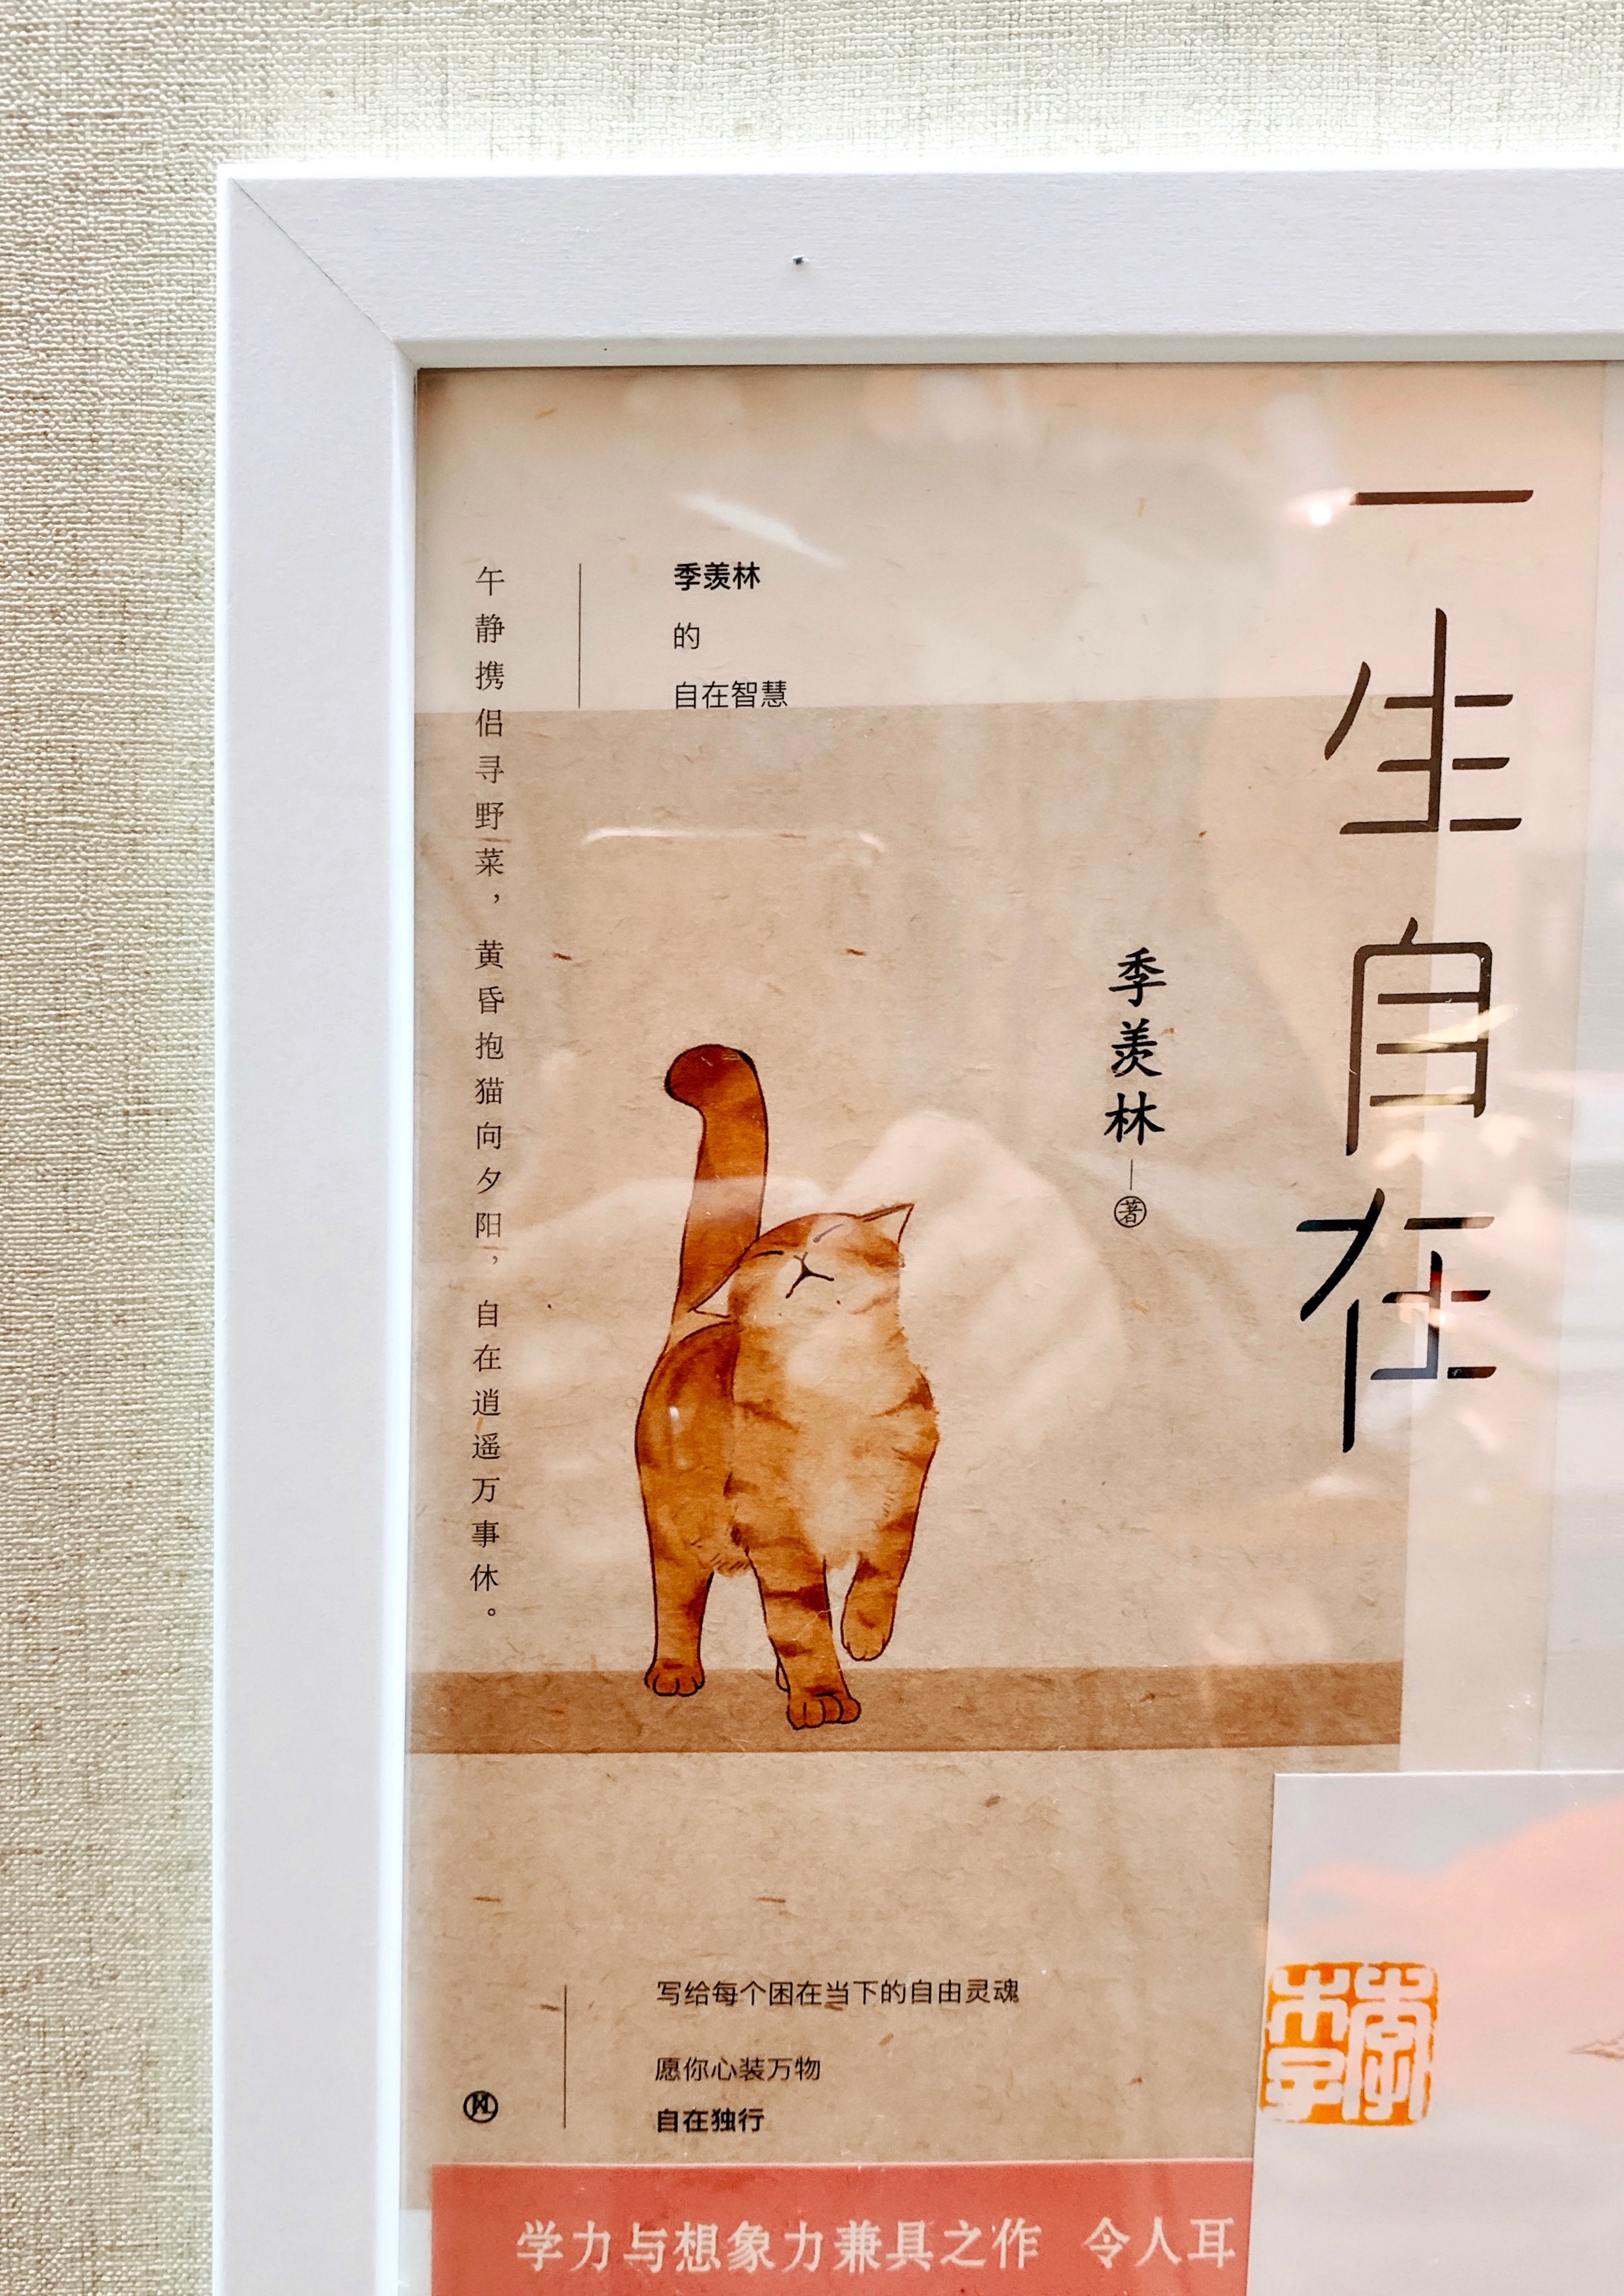 一生自在
季羡林
著
季羡林
的
自在智慧
午静携侣寻野菜，黄昏抱猫向夕阳，自在逍遥万事休。
写给每个困在当下的自由灵魂
愿你心装万物
自在独行
学力与想象力兼具之作 令人耳